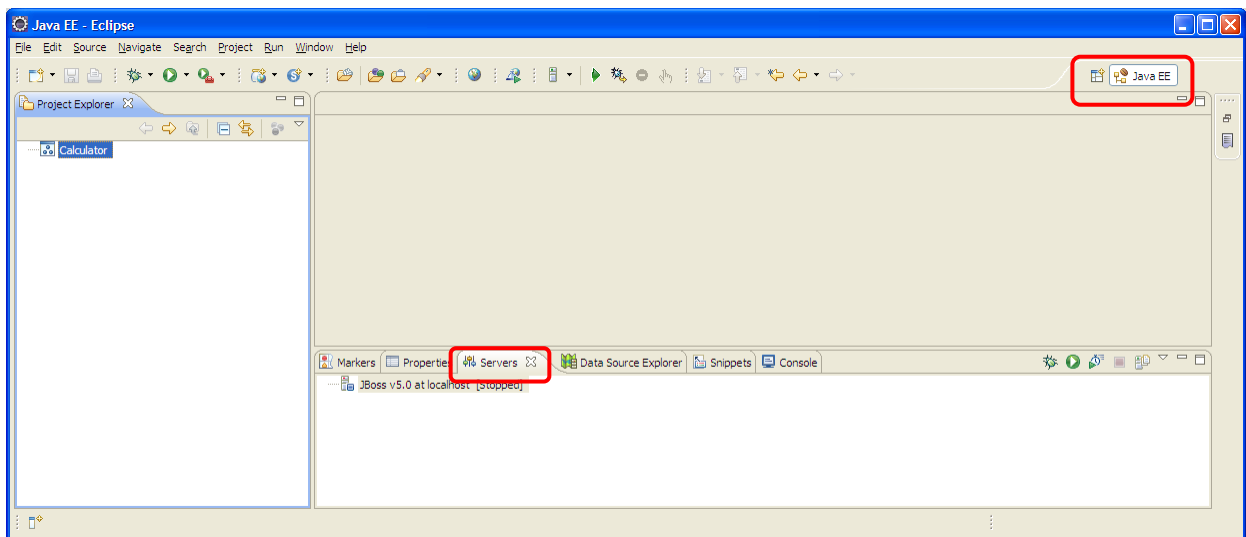 Java EE - Eclipse
File Edit Source Navigate Search Project Run Window Help
Java EE
Project Explorer
Calculator
Markers Properties Servers Data Source Explorer Snippets Console
JBoss v5.0 at localhost [Stopped]